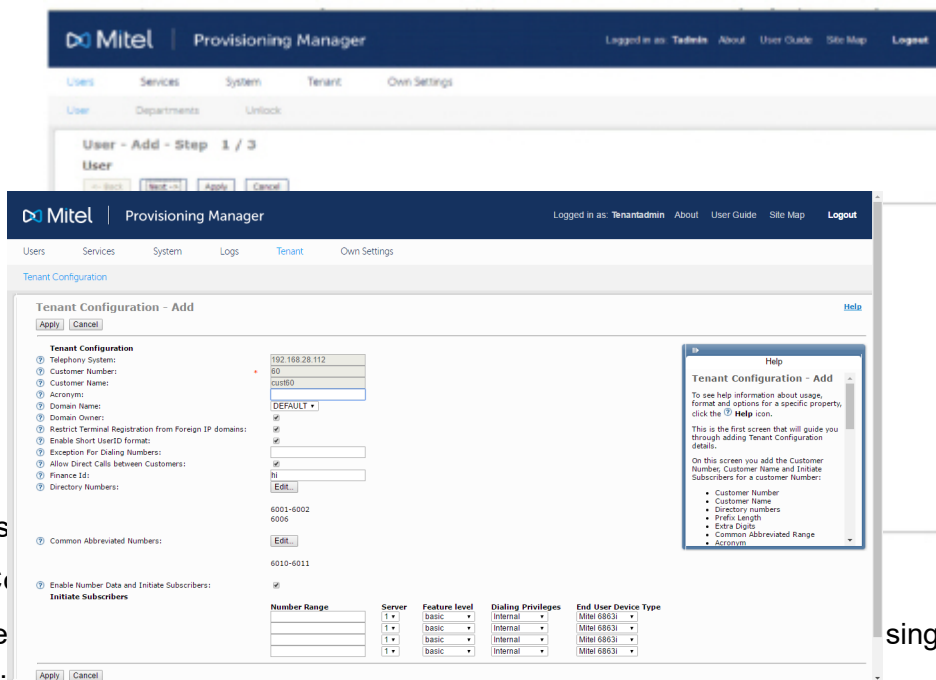 Mitel | Provisioning Manager Logged in as: Tadmin About User Guide Site Map Logout
Users Services System Tenant Own Settings
User Departments Unlock
User - Add - Step 1 / 3
User
<- Back Next -> Apply Cancel
Mitel | Provisioning Manager Logged in as: Tenantadmin About User Guide Site Map Logout
Users Services System Logs Tenant Own Settings
Tenant Configuration
Tenant Configuration - Add Help
Apply Cancel
Tenant Configuration
Telephony System: 192.168.28.112
Customer Number: * 60
Customer Name: cust60
Acronym:
Domain Name: DEFAULT
Domain Owner:
Restrict Terminal Registration from Foreign IP domains:
Enable Short UserID format:
Exception For Dialing Numbers:
Allow Direct Calls between Customers:
Finance Id: hi
Directory Numbers: Edit...
6001-6002
6006
Common Abbreviated Numbers: Edit...
6010-6011
Enable Number Data and Initiate Subscribers:
Initiate Subscribers
Number Range Server Feature level Dialing Privileges End User Device Type
1 basic Internal Mitel 6863i
1 basic Internal Mitel 6863i
1 basic Internal Mitel 6863i
1 basic Internal Mitel 6863i
Apply Cancel
Help
Tenant Configuration - Add
To see help information about usage,
format and options for a specific property,
click the ? Help icon.
This is the first screen that will guide you
through adding Tenant Configuration
details.
On this screen you add the Customer
Number, Customer Name and Initiate
Subscribers for a customer Number:
• Customer Number
• Customer Name
• Directory numbers
• Prefix Length
• Extra Digits
• Common Abbreviated Range
• Acronym
sing